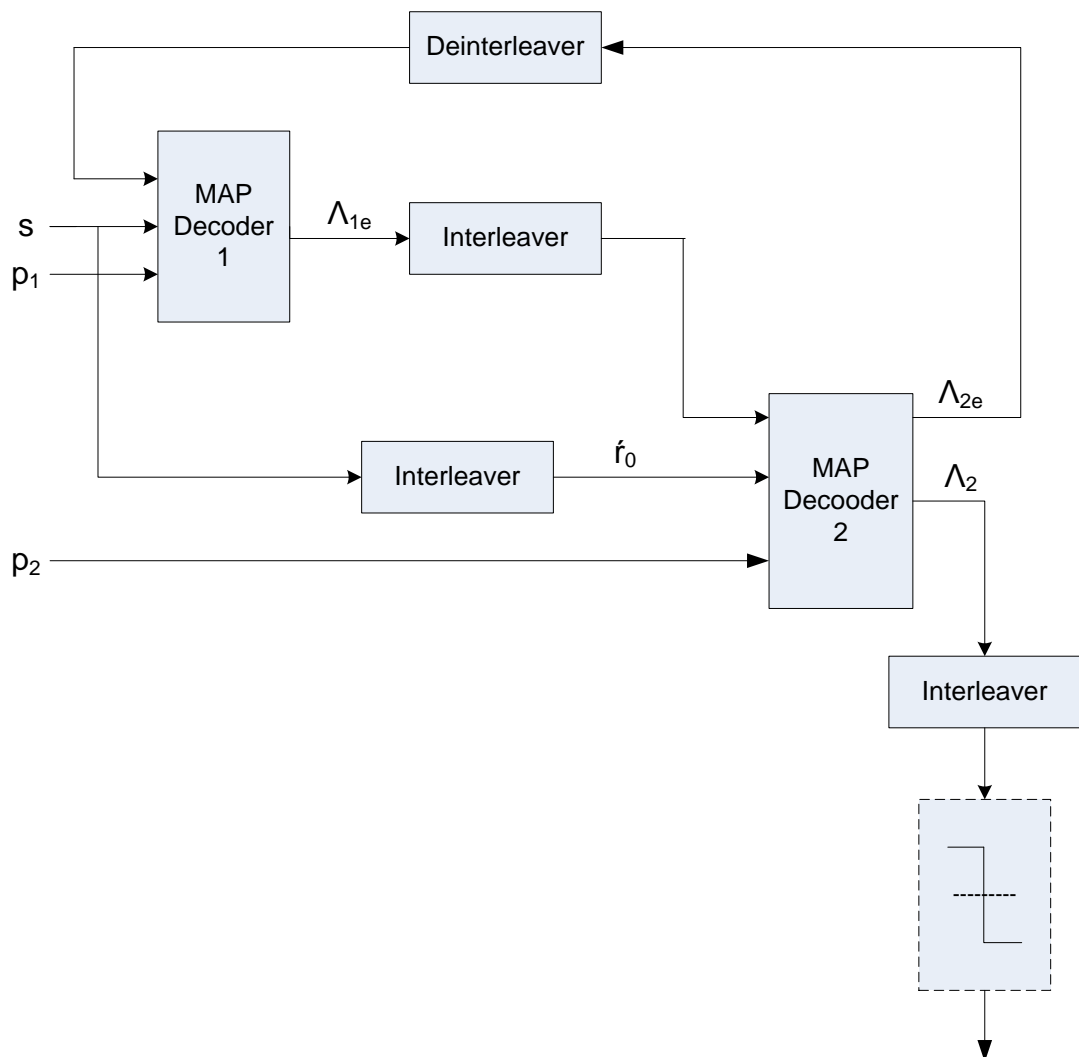 Deinterleaver
MAP
Decoder
1
Λ1e
Interleaver
s
p1
Λ2e
Interleaver
ŕ0
MAP
Decooder
2
Λ2
p2
Interleaver